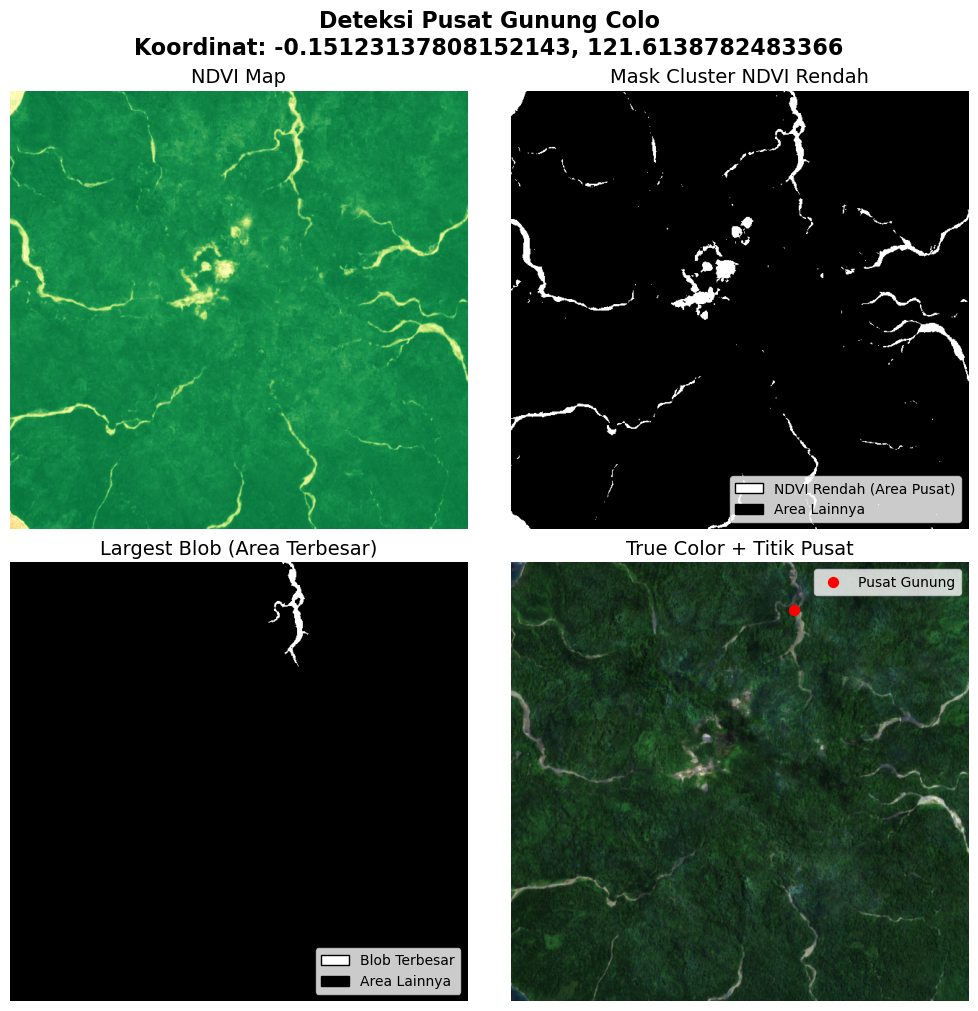 Deteksi Pusat Gunung Colo
Koordinat: -0.15123137808152143, 121.6138782483366
NDVI Map
Mask Cluster NDVI Rendah
NDVI Rendah (Area Pusat)
Area Lainnya
Largest Blob (Area Terbesar)
True Color + Titik Pusat
Pusat Gunung
Blob Terbesar
Area Lainnya